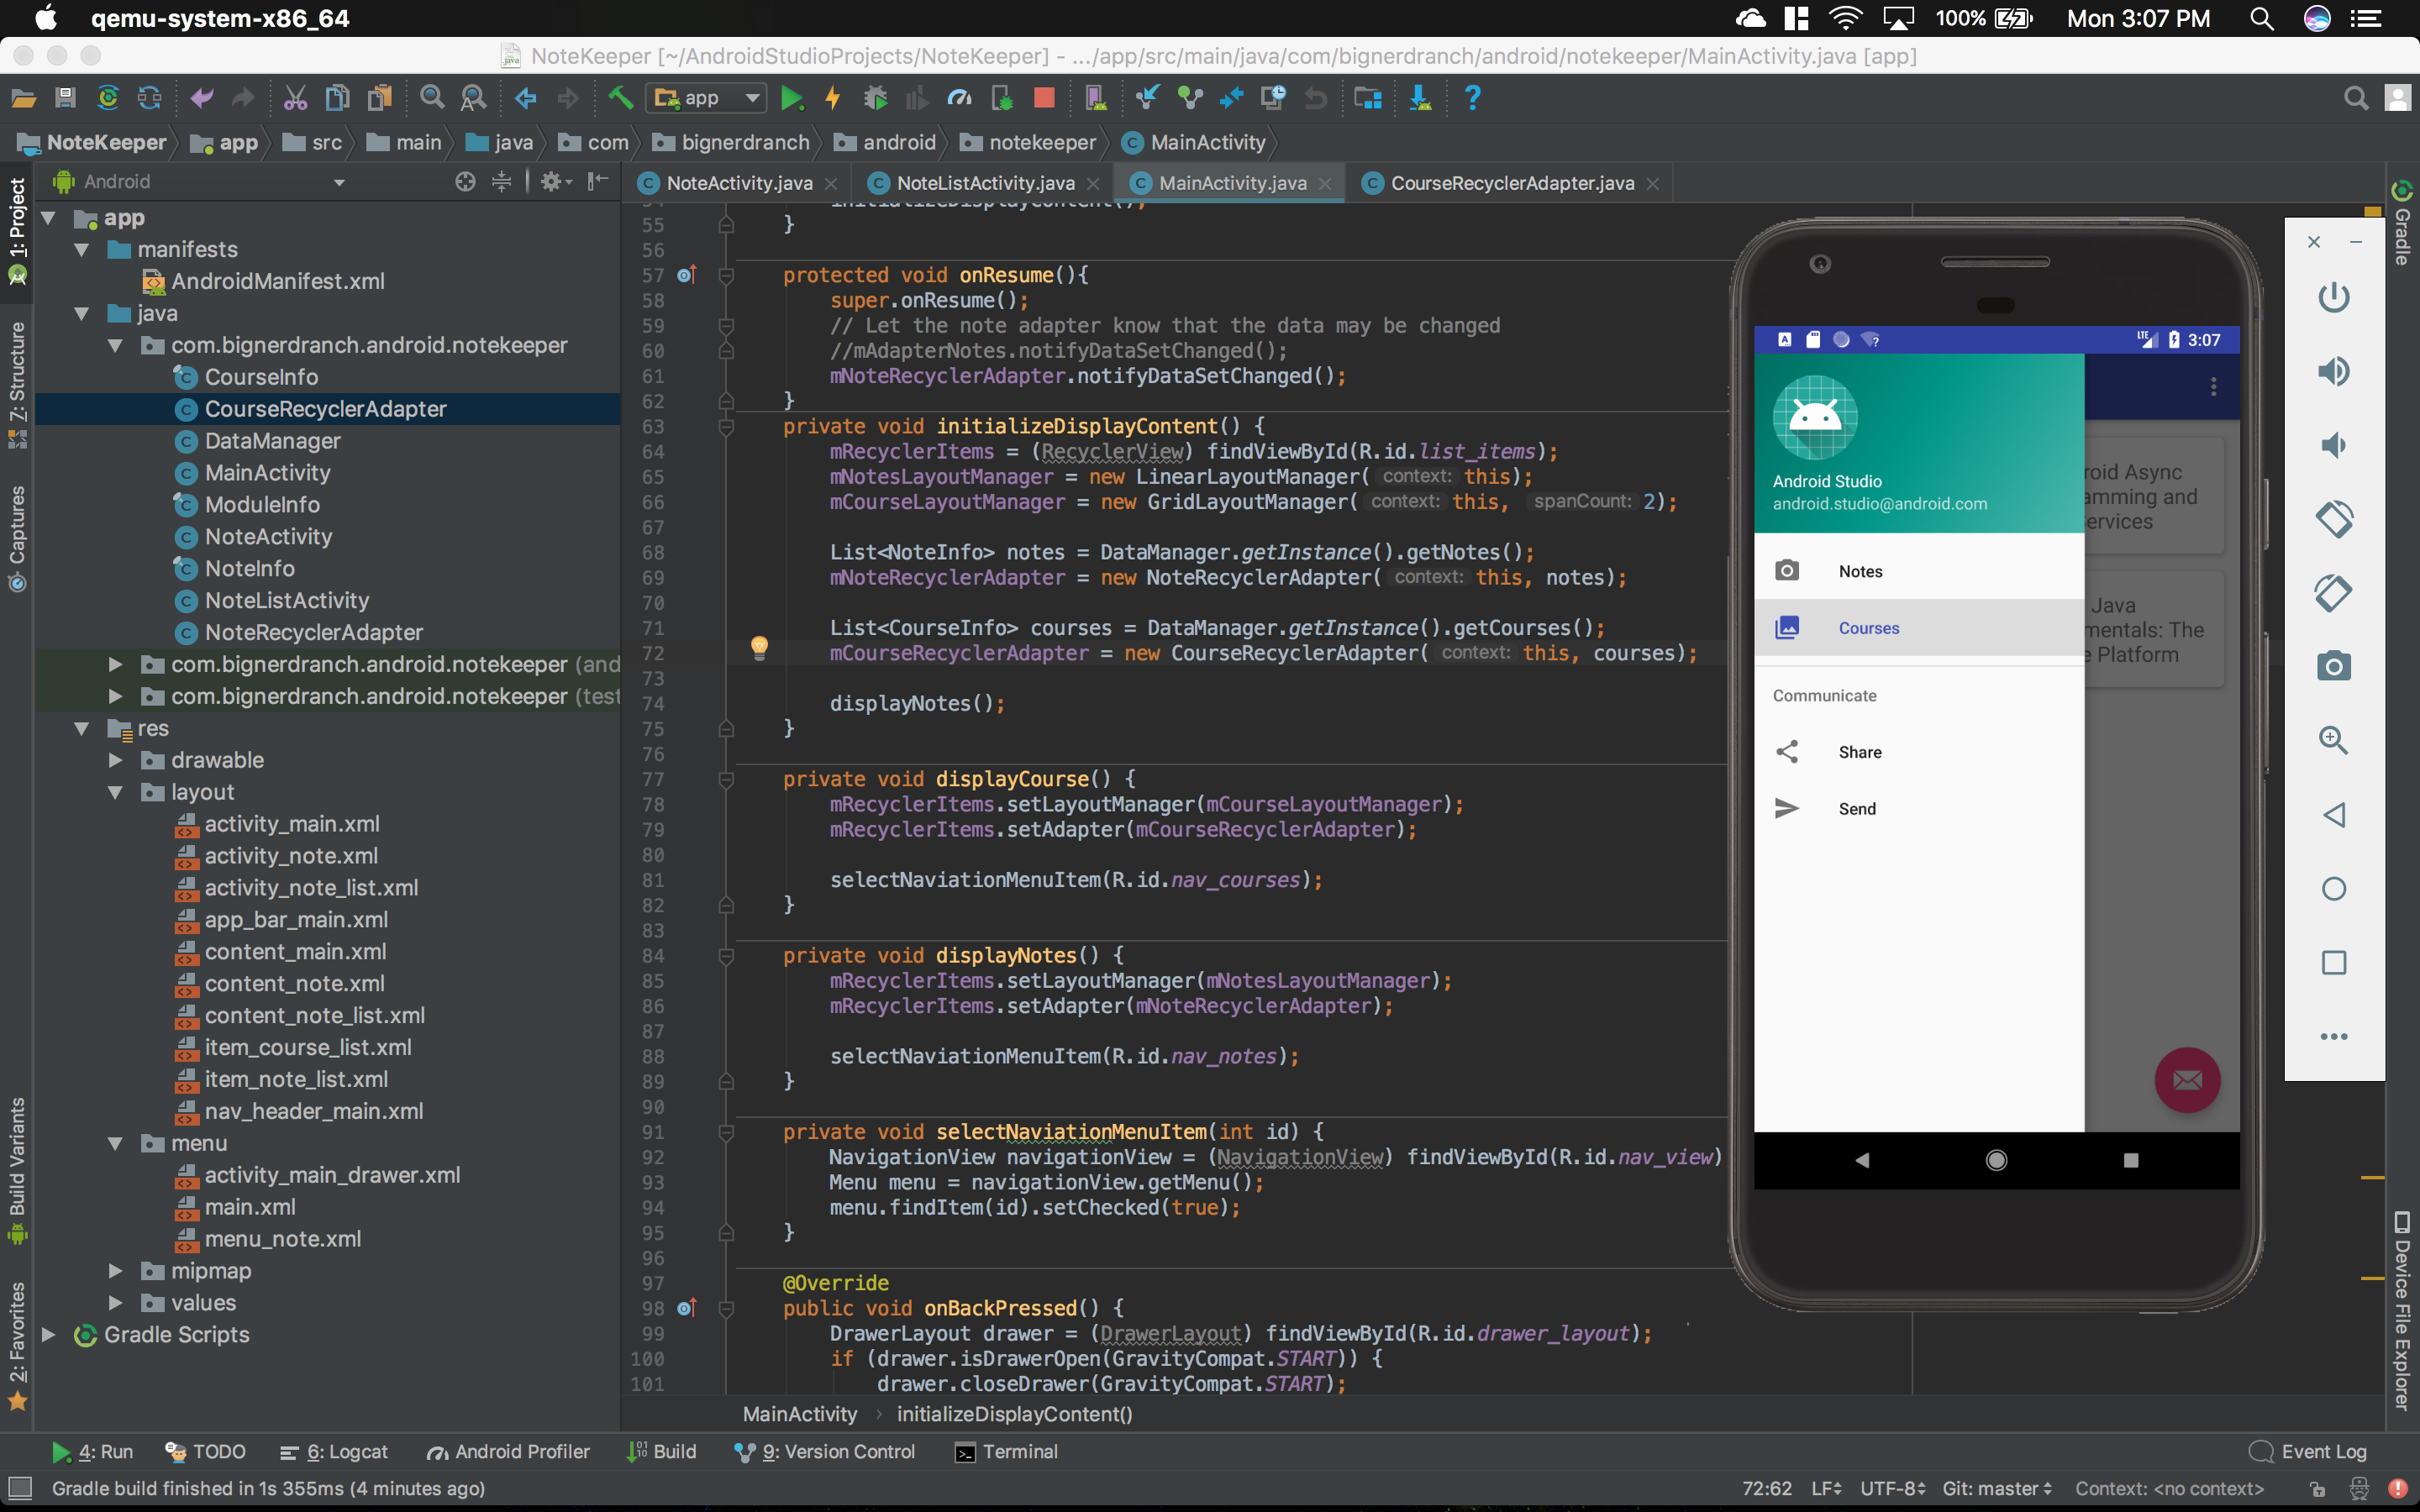 qemu-system-x86_64
100%
Mon 3:07 PM
NoteKeeper [~/AndroidStudioProjects/NoteKeeper] - .../app/src/main/java/com/bignerdranch/android/notekeeper/MainActivity.java [app]
app
NoteKeeper app src main java com bignerdranch android notekeeper MainActivity
Android
NoteActivity.java NoteListActivity.java MainActivity.java CourseRecyclerAdapter.java
1: Project
7: Structure
Captures
Build Variants
2: Favorites
app
manifests
AndroidManifest.xml
java
com.bignerdranch.android.notekeeper
CourseInfo
CourseRecyclerAdapter
DataManager
MainActivity
ModuleInfo
NoteActivity
NoteInfo
NoteListActivity
NoteRecyclerAdapter
com.bignerdranch.android.notekeeper (and
com.bignerdranch.android.notekeeper (test
res
drawable
layout
activity_main.xml
activity_note.xml
activity_note_list.xml
app_bar_main.xml
content_main.xml
content_note.xml
content_note_list.xml
item_course_list.xml
item_note_list.xml
nav_header_main.xml
menu
activity_main_drawer.xml
main.xml
menu_note.xml
mipmap
values
Gradle Scripts
54 initializeDisplayContent();
55 }
56
57 protected void onResume(){
58 super.onResume();
59 // Let the note adapter know that the data may be changed
60 //mAdapterNotes.notifyDataSetChanged();
61 mNoteRecyclerAdapter.notifyDataSetChanged();
62 }
63 private void initializeDisplayContent() {
64 mRecyclerItems = (RecyclerView) findViewById(R.id.list_items);
65 mNotesLayoutManager = new LinearLayoutManager( context: this);
66 mCourseLayoutManager = new GridLayoutManager( context: this, spanCount: 2);
67
68 List<NoteInfo> notes = DataManager.getInstance().getNotes();
69 mNoteRecyclerAdapter = new NoteRecyclerAdapter( context: this, notes);
70
71 List<CourseInfo> courses = DataManager.getInstance().getCourses();
72 mCourseRecyclerAdapter = new CourseRecyclerAdapter( context: this, courses);
73
74 displayNotes();
75 }
76
77 private void displayCourse() {
78 mRecyclerItems.setLayoutManager(mCourseLayoutManager);
79 mRecyclerItems.setAdapter(mCourseRecyclerAdapter);
80
81 selectNaviationMenuItem(R.id.nav_courses);
82 }
83
84 private void displayNotes() {
85 mRecyclerItems.setLayoutManager(mNotesLayoutManager);
86 mRecyclerItems.setAdapter(mNoteRecyclerAdapter);
87
88 selectNaviationMenuItem(R.id.nav_notes);
89 }
90
91 private void selectNaviationMenuItem(int id) {
92 NavigationView navigationView = (NavigationView) findViewById(R.id.nav_view)
93 Menu menu = navigationView.getMenu();
94 menu.findItem(id).setChecked(true);
95 }
96
97 @Override
98 public void onBackPressed() {
99 DrawerLayout drawer = (DrawerLayout) findViewById(R.id.drawer_layout);
100 if (drawer.isDrawerOpen(GravityCompat.START)) {
101 drawer.closeDrawer(GravityCompat.START);
MainActivity › initializeDisplayContent()
LTE
3:07
Android Studio
android.studio@android.com
Notes
Courses
Communicate
Share
Send
roid Async
amming and
ervices
Java
mentals: The
e Platform
Gradle
Device File Explorer
4: Run TODO 6: Logcat Android Profiler Build 9: Version Control Terminal
Event Log
Gradle build finished in 1s 355ms (4 minutes ago)
72:62 LF UTF-8 Git: master Context: <no context>